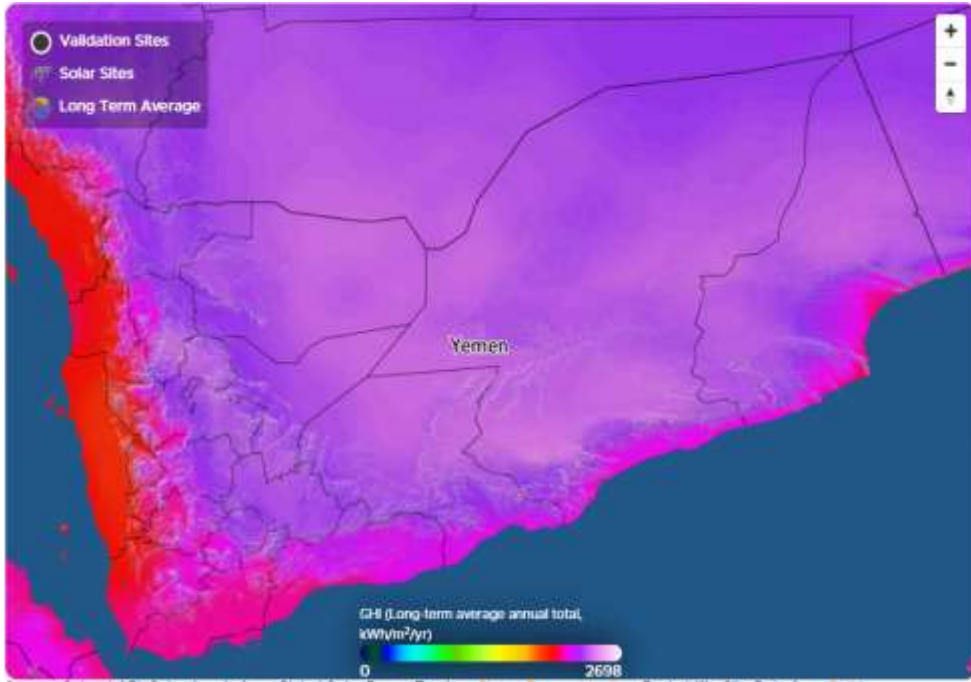 Validation Sites
Solar Sites
Long Term Average
+
−
Yemen
GHI (Long-term average annual total,
kWh/m²/yr)
0 2698